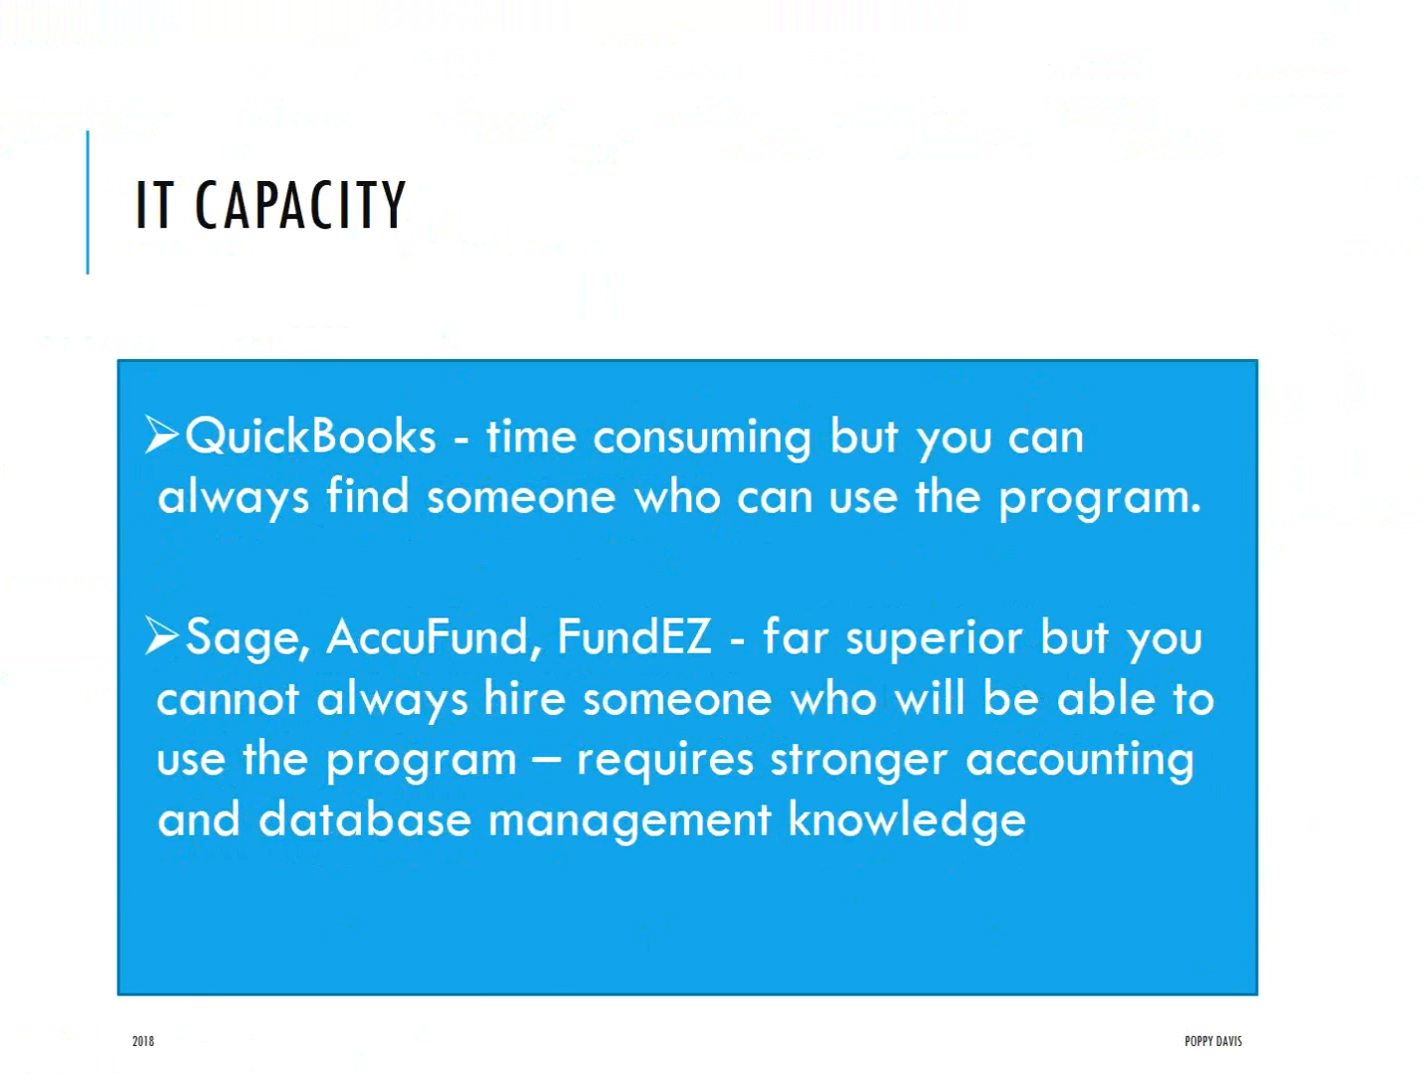 IT CAPACITY
➢QuickBooks - time consuming but you can
always find someone who can use the program.
➢Sage, AccuFund, FundEZ - far superior but you
cannot always hire someone who will be able to
use the program – requires stronger accounting
and database management knowledge
2018
POPPY DAVIS